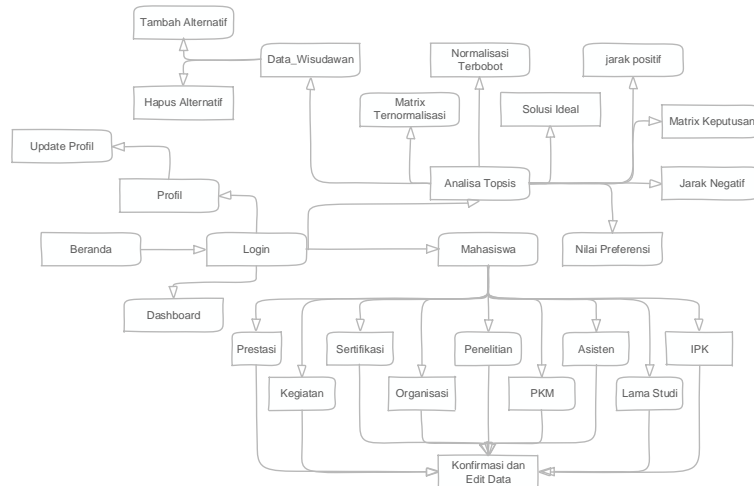 Tambah Alternatif
Normalisasi
Terbobot
Data_Wisudawan
jarak positif
Hapus Alternatif
Matrix
Ternormalisasi
Solusi Ideal
Matrix Keputusan
Update Profil
Profil
Analisa Topsis
Jarak Negatif
Beranda
Login
Mahasiswa
Nilai Preferensi
Dashboard
Prestasi
Sertifikasi
Penelitian
Asisten
IPK
Kegiatan
Organisasi
PKM
Lama Studi
Konfirmasi dan
Edit Data